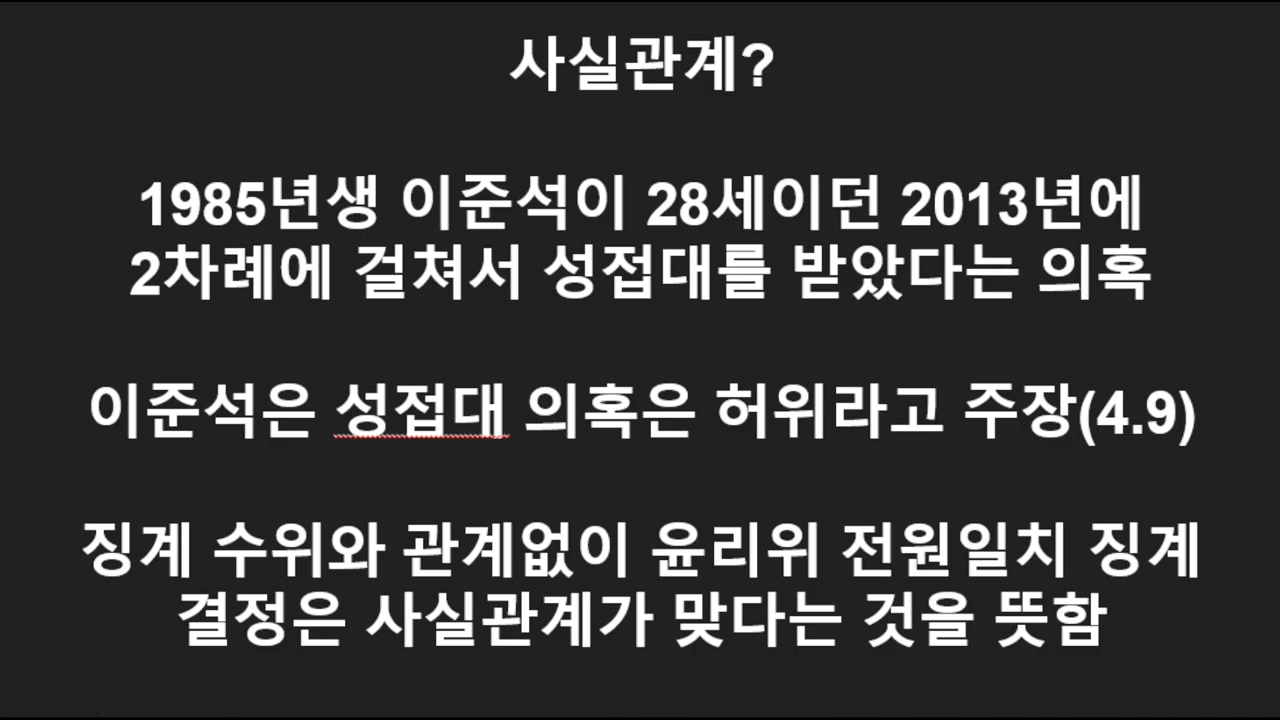 사실관계?
1985년생 이준석이 28세이던 2013년에
2차례에 걸쳐서 성접대를 받았다는 의혹
이준석은 성접대 의혹은 허위라고 주장(4.9)
징계 수위와 관계없이 윤리위 전원일치 징계
결정은 사실관계가 맞다는 것을 뜻함